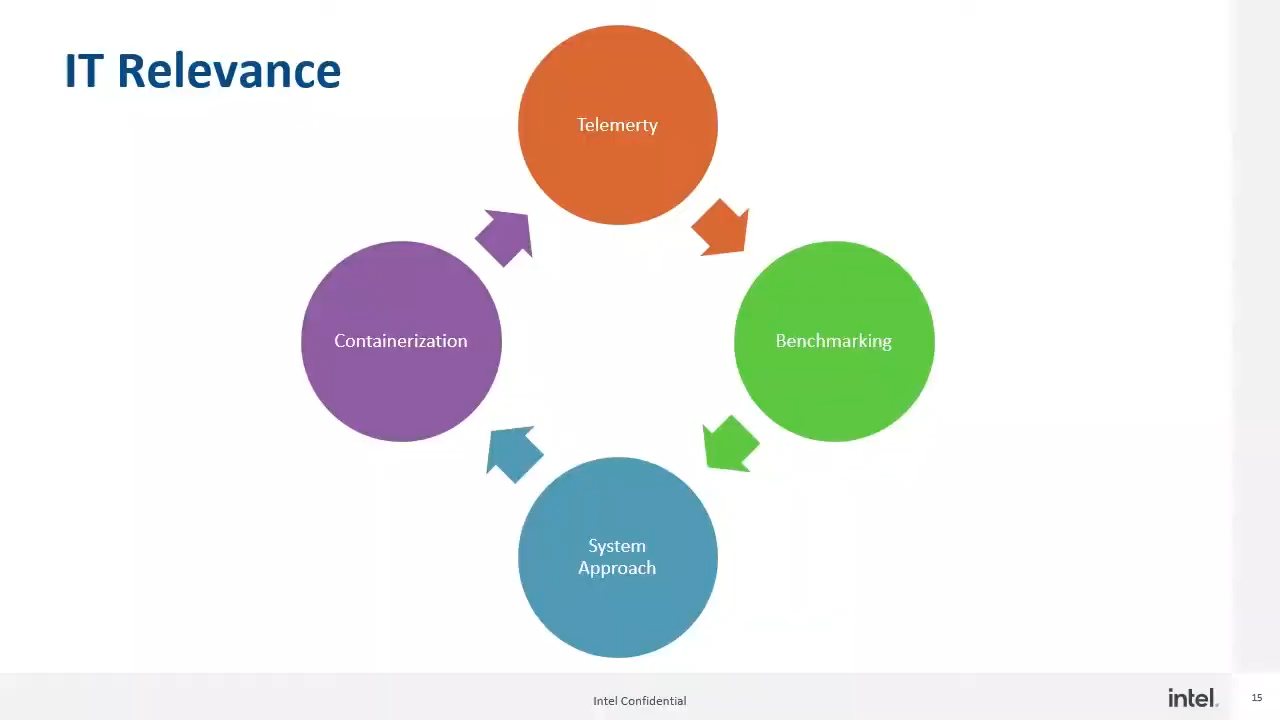 IT Relevance
Telemerty
Containerization
Benchmarking
System
Approach
Intel Confidential
intel.
15